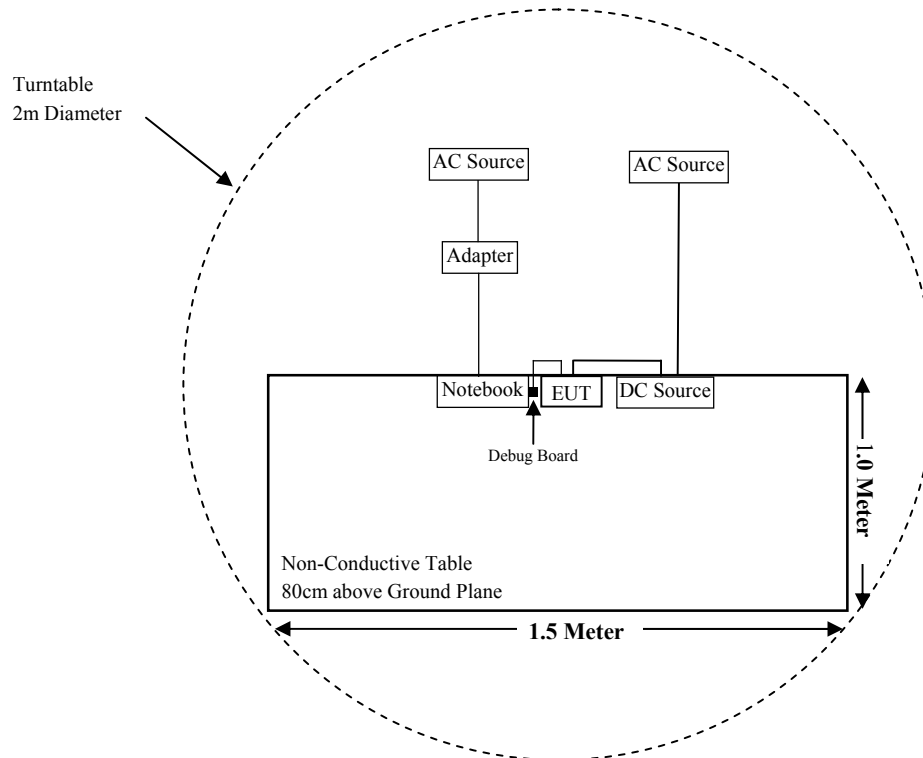 Turntable
2m Diameter
AC Source
AC Source
Adapter
Notebook
EUT
DC Source
Debug Board
1.0 Meter
Non-Conductive Table
80cm above Ground Plane
1.5 Meter